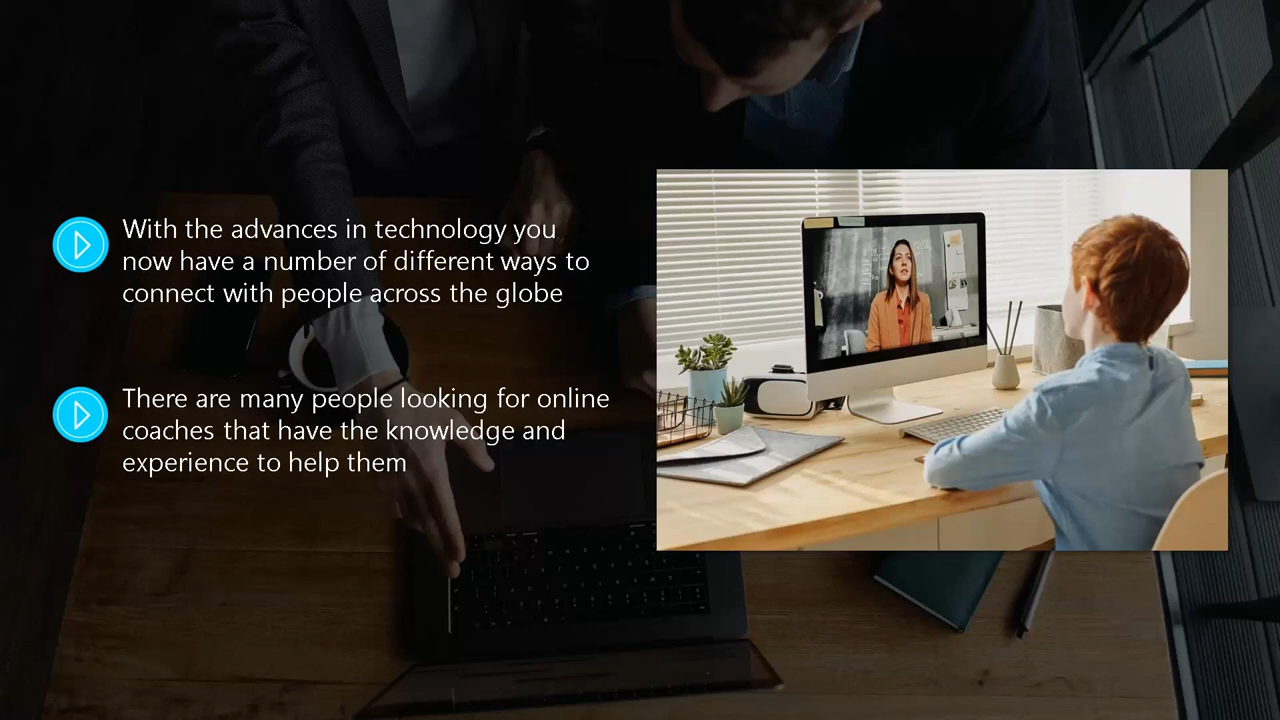 With the advances in technology you
now have a number of different ways to
connect with people across the globe
There are many people looking for online
coaches that have the knowledge and
experience to help them